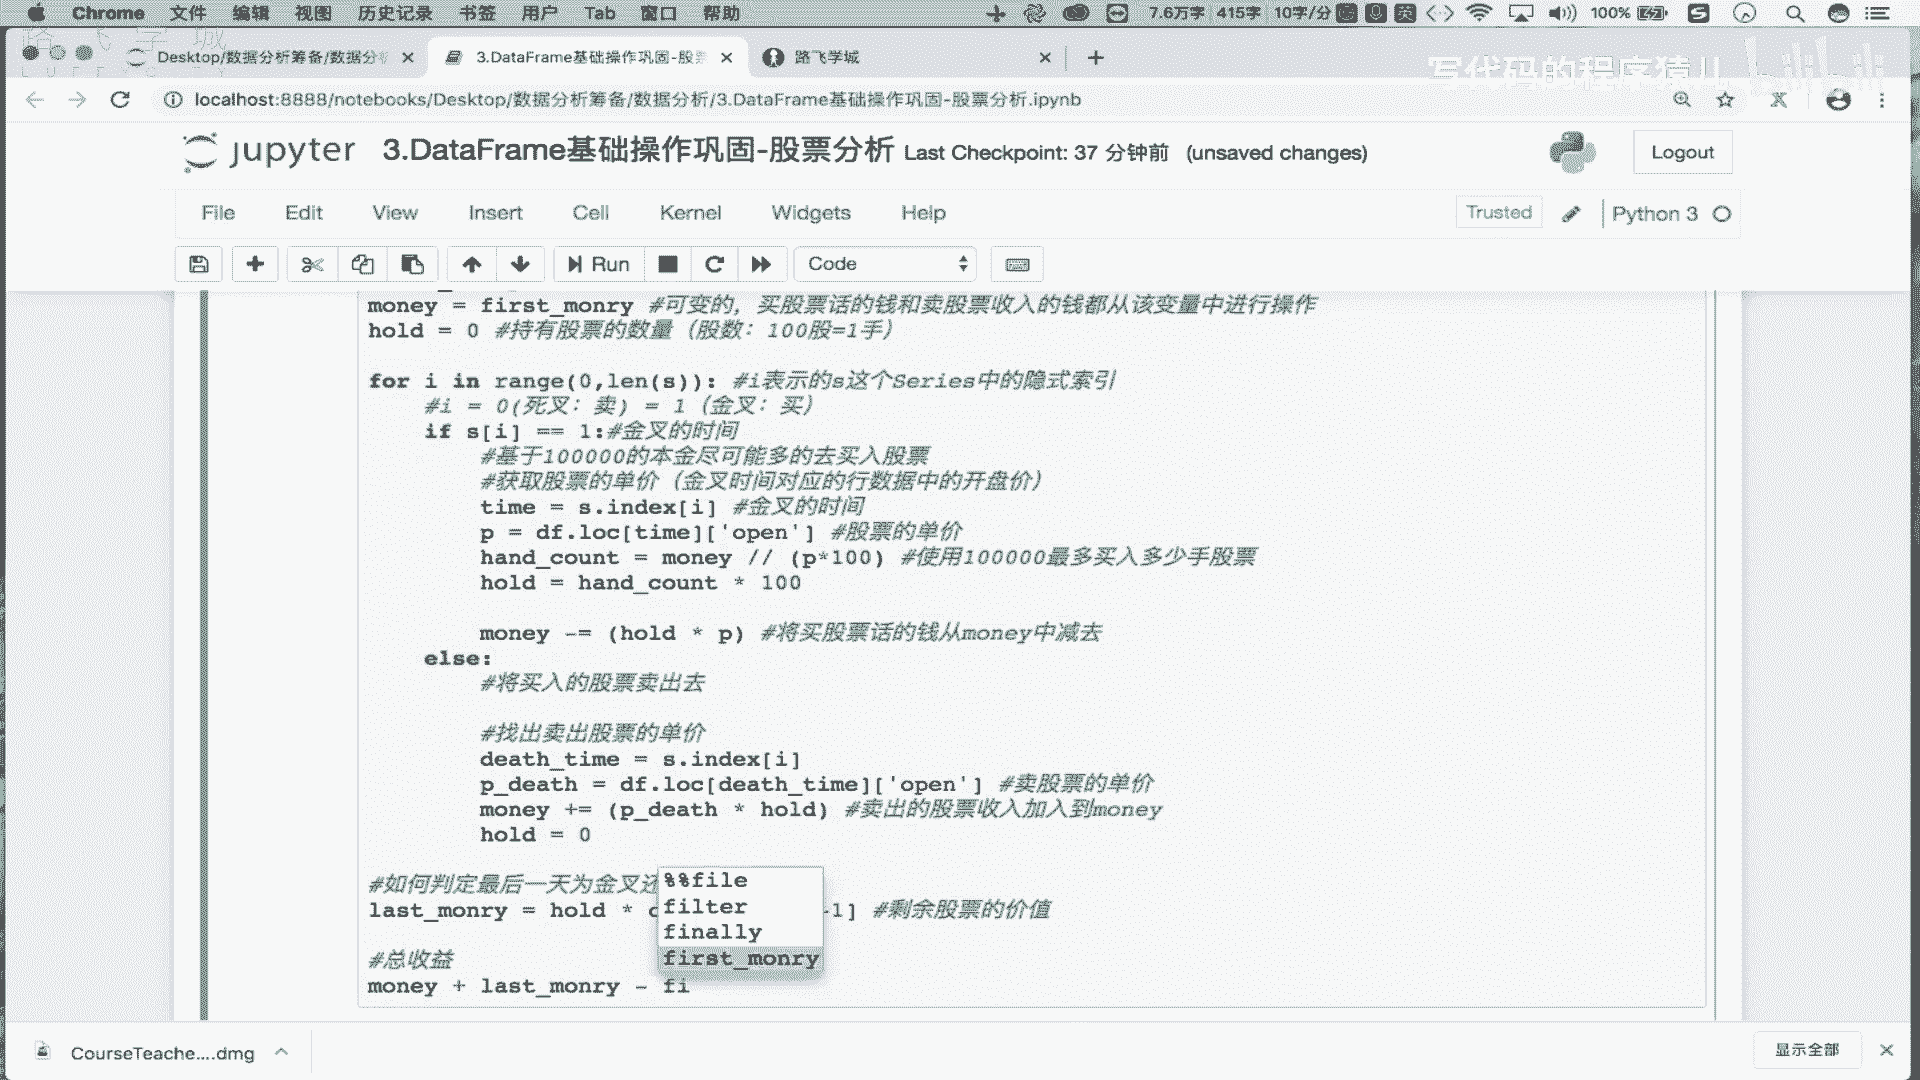 Chrome 文件 编辑 视图 历史记录 书签 用户 Tab 窗口 帮助 7.6万字 415字 10字/分 英 100%
路飞学城
写代码的程序猿儿
Desktop/数据分析筹备/数据分析 3.DataFrame基础操作巩固-股票 路飞学城
localhost:8888/notebooks/Desktop/数据分析筹备/数据分析/3.DataFrame基础操作巩固-股票分析.ipynb
jupyter 3.DataFrame基础操作巩固-股票分析 Last Checkpoint: 37 分钟前 (unsaved changes) Logout
File Edit View Insert Cell Kernel Widgets Help Trusted Python 3
Run Code
money = first_monry #可变的，买股票话的钱和卖股票收入的钱都从该变量中进行操作
hold = 0 #持有股票的数量（股数：100股=1手）
for i in range(0,len(s)): #i表示的s这个Series中的隐式索引
#i = 0(死叉：卖) = 1（金叉：买）
if s[i] == 1:#金叉的时间
#基于100000的本金尽可能多的去买入股票
#获取股票的单价（金叉时间对应的行数据中的开盘价）
time = s.index[i] #金叉的时间
p = df.loc[time]['open'] #股票的单价
hand_count = money // (p*100) #使用100000最多买入多少手股票
hold = hand_count * 100
money -= (hold * p) #将买股票话的钱从money中减去
else:
#将买入的股票卖出去
#找出卖出股票的单价
death_time = s.index[i]
p_death = df.loc[death_time]['open'] #卖股票的单价
money += (p_death * hold) #卖出的股票收入加入到money
hold = 0
#如何判定最后一天为金叉还
last_monry = hold * -1] #剩余股票的价值
#总收益
money + last_monry - fi
%%file
filter
finally
first_monry
CourseTeache....dmg 显示全部